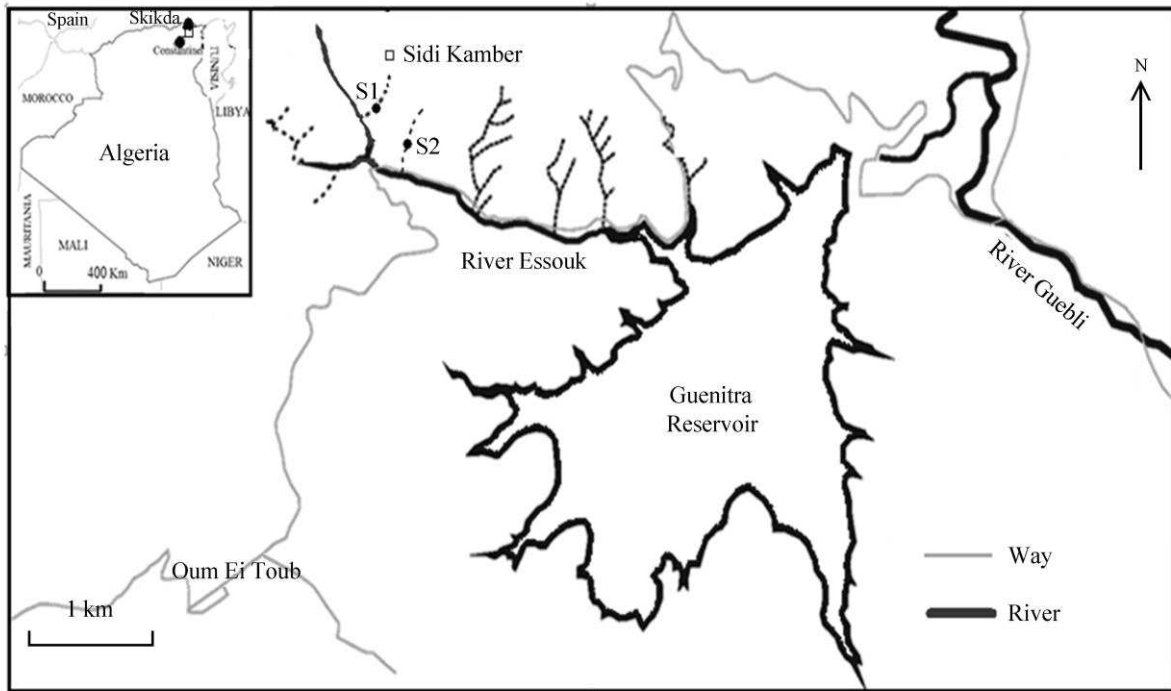 Spain
Skikda
Constantine
TUNISIA
MOROCCO
LIBYA
Algeria
MAURITANIA
MALI
NIGER
0
400 Km
Sidi Kamber
S1
S2
N
River Essouk
River Guebli
Guenitra
Reservoir
Oum Ei Toub
Way
1 km
River